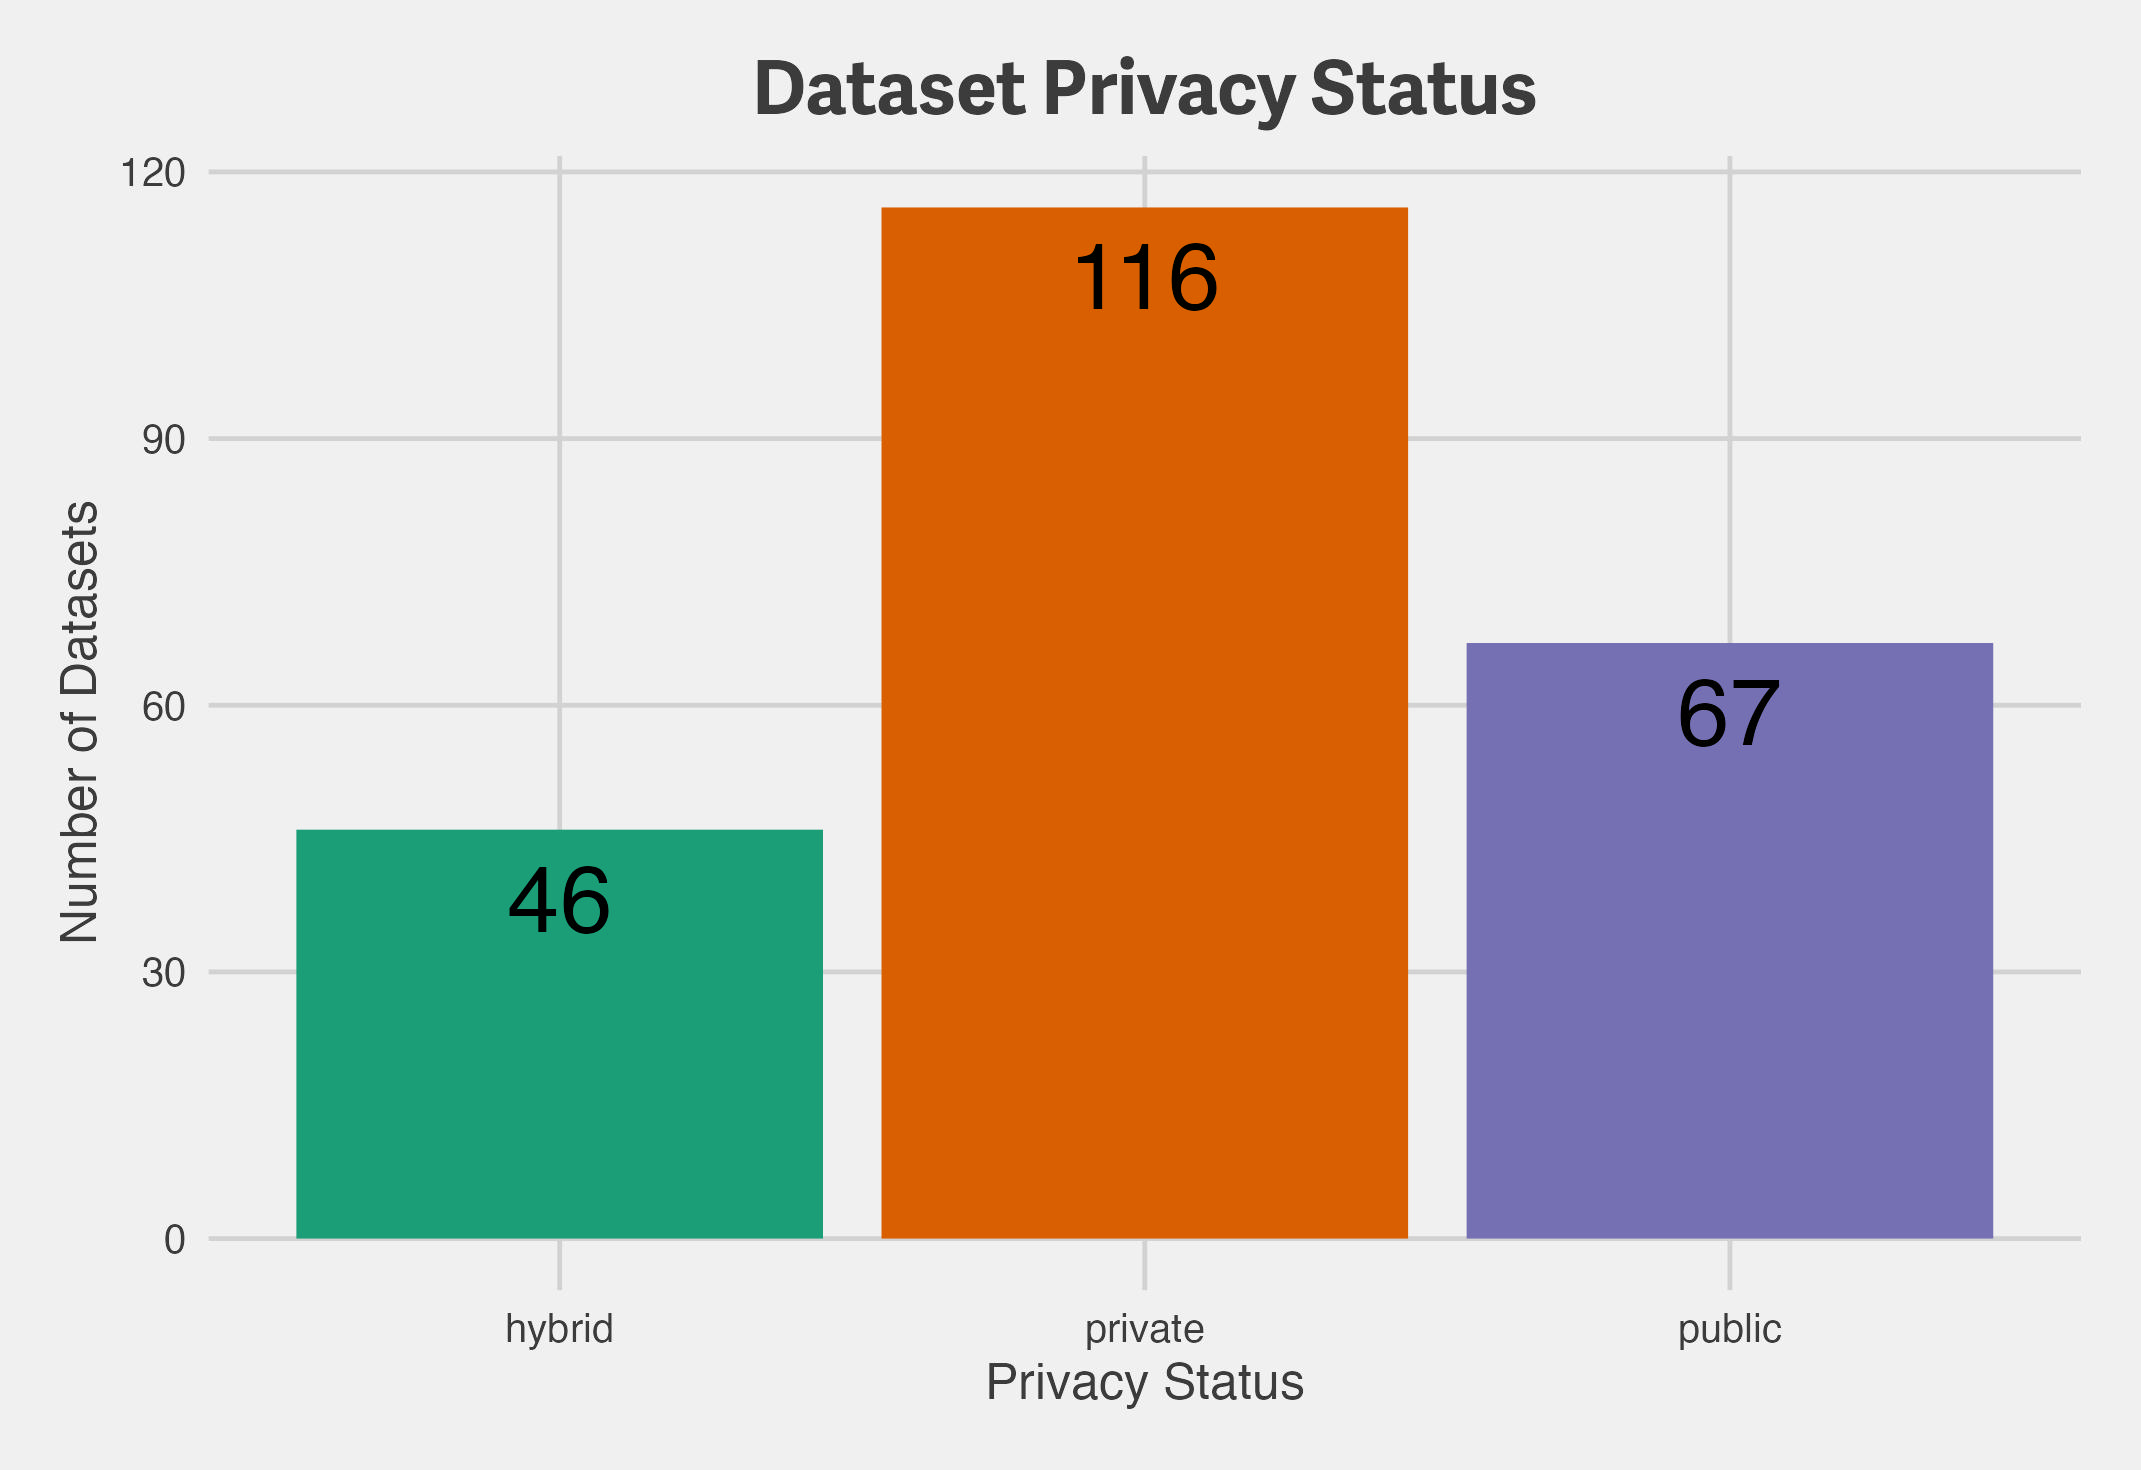 Dataset Privacy Status
120
90
60
30
0
Number of Datasets
46
116
67
hybrid
private
public
Privacy Status